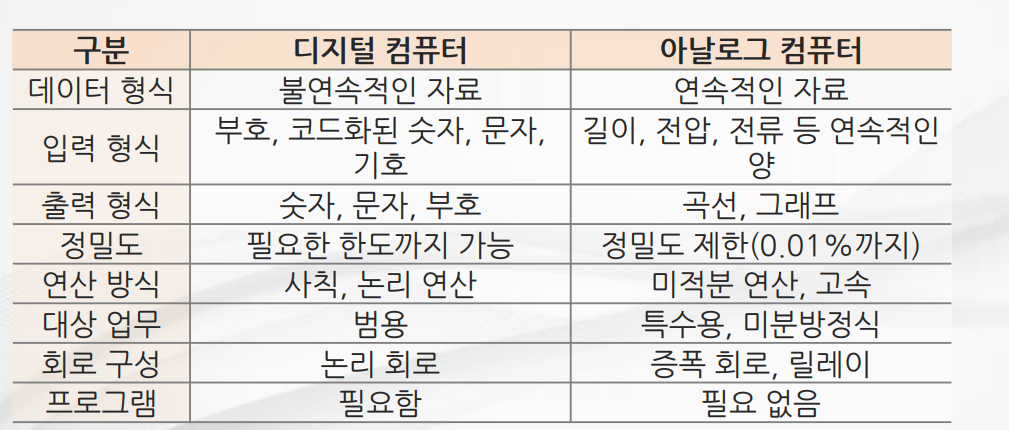 구분 디지털 컴퓨터 아날로그 컴퓨터
데이터 형식 불연속적인 자료 연속적인 자료
입력 형식 부호, 코드화된 숫자, 문자, 기호 길이, 전압, 전류 등 연속적인 양
출력 형식 숫자, 문자, 부호 곡선, 그래프
정밀도 필요한 한도까지 가능 정밀도 제한(0.01%까지)
연산 방식 사칙, 논리 연산 미적분 연산, 고속
대상 업무 범용 특수용, 미분방정식
회로 구성 논리 회로 증폭 회로, 릴레이
프로그램 필요함 필요 없음